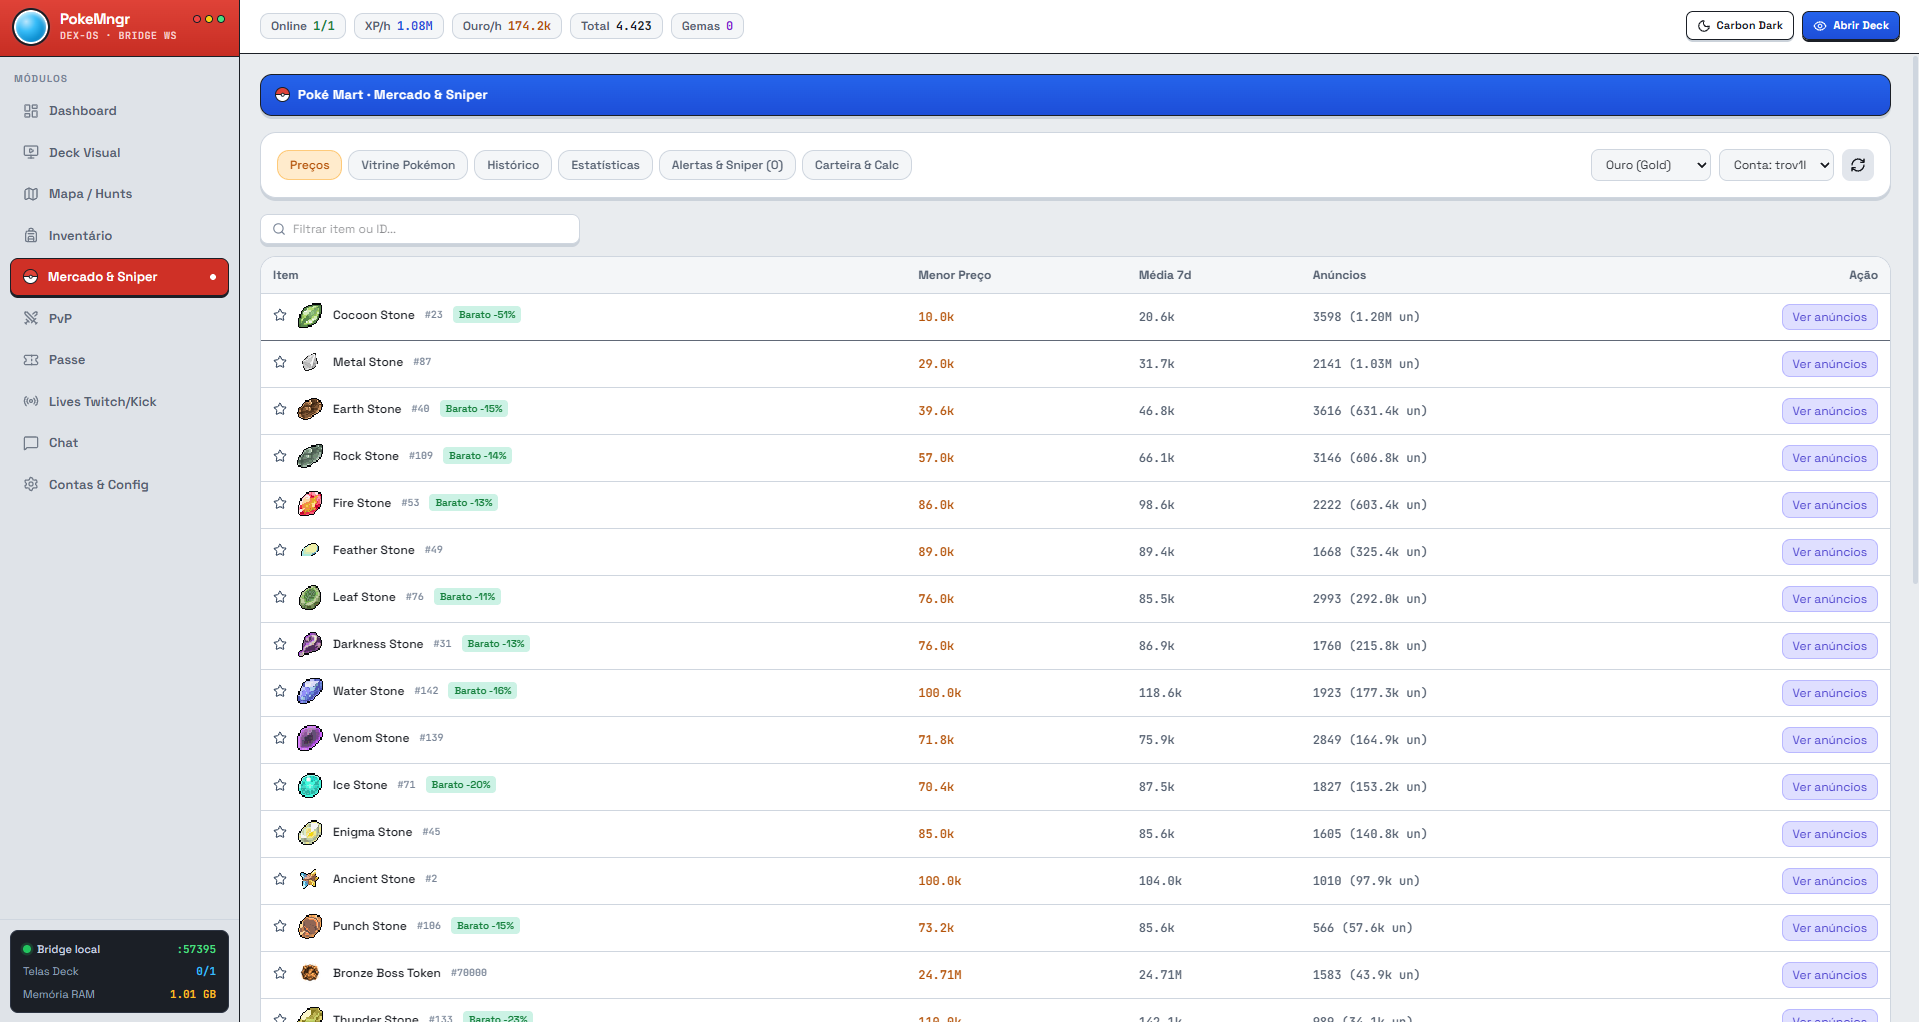 PokeMngr
DEX-OS · BRIDGE WS
Online 1/1
XP/h 1.08M
Ouro/h 174.2k
Total 4.423
Gemas 0
Carbon Dark
Abrir Deck
MÓDULOS
Dashboard
Deck Visual
Mapa / Hunts
Inventário
Mercado & Sniper
PvP
Passe
Lives Twitch/Kick
Chat
Contas & Config
Bridge local :57395
Telas Deck 0/1
Memória RAM 1.01 GB
Poké Mart · Mercado & Sniper
Preços
Vitrine Pokémon
Histórico
Estatísticas
Alertas & Sniper (0)
Carteira & Calc
Ouro (Gold)
Conta: trov1l
Filtrar item ou ID...
Item Menor Preço Média 7d Anúncios Ação
Cocoon Stone #23 Barato -51% 10.0k 20.6k 3598 (1.20M un) Ver anúncios
Metal Stone #87 29.0k 31.7k 2141 (1.03M un) Ver anúncios
Earth Stone #40 Barato -15% 39.6k 46.8k 3616 (631.4k un) Ver anúncios
Rock Stone #109 Barato -14% 57.0k 66.1k 3146 (606.8k un) Ver anúncios
Fire Stone #53 Barato -13% 86.0k 98.6k 2222 (603.4k un) Ver anúncios
Feather Stone #49 89.0k 89.4k 1668 (325.4k un) Ver anúncios
Leaf Stone #76 Barato -11% 76.0k 85.5k 2993 (292.0k un) Ver anúncios
Darkness Stone #31 Barato -13% 76.0k 86.9k 1760 (215.8k un) Ver anúncios
Water Stone #142 Barato -16% 100.0k 118.6k 1923 (177.3k un) Ver anúncios
Venom Stone #139 71.8k 75.9k 2849 (164.9k un) Ver anúncios
Ice Stone #71 Barato -20% 70.4k 87.5k 1827 (153.2k un) Ver anúncios
Enigma Stone #45 85.0k 85.6k 1605 (140.8k un) Ver anúncios
Ancient Stone #2 100.0k 104.0k 1010 (97.9k un) Ver anúncios
Punch Stone #106 Barato -15% 73.2k 85.6k 566 (57.6k un) Ver anúncios
Bronze Boss Token #70000 24.71M 24.71M 1583 (43.9k un) Ver anúncios
Thunder Stone #133 Barato -23% 110.0k 142.1k 989 (34.1k un) Ver anúncios